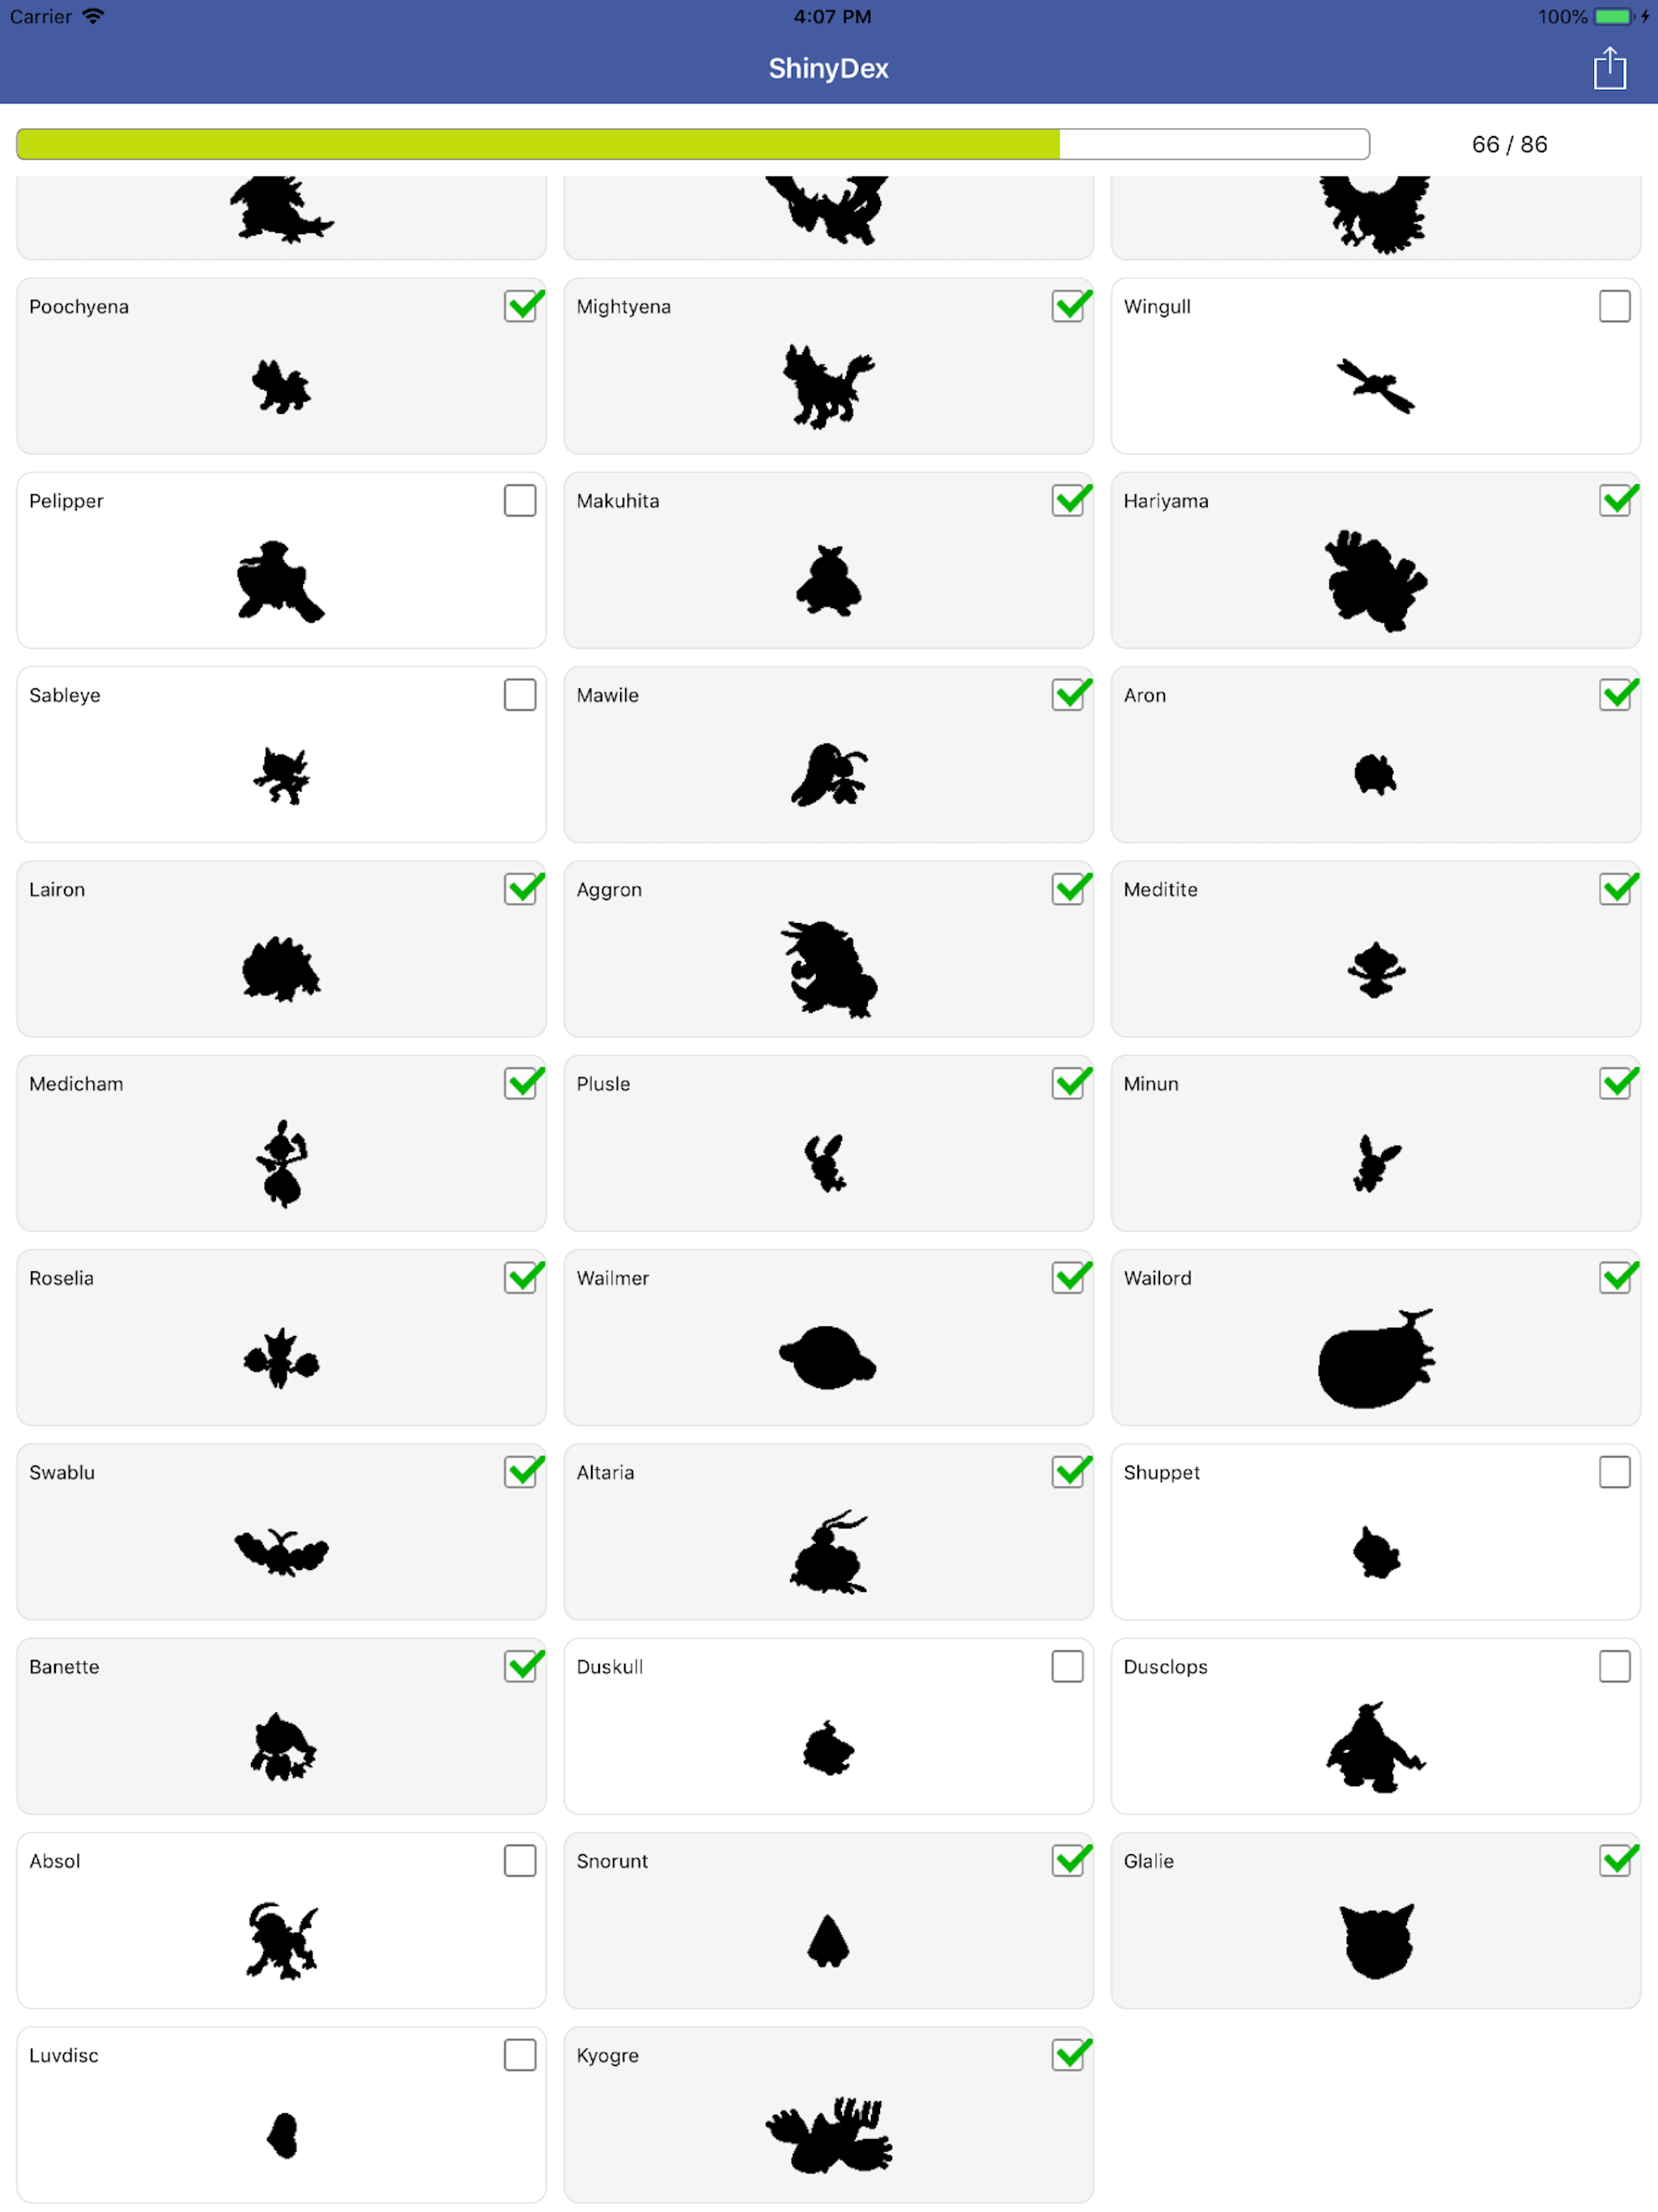 Carrier 4:07 PM 100%
ShinyDex
66 / 86
Poochyena Mightyena Wingull
Pelipper Makuhita Hariyama
Sableye Mawile Aron
Lairon Aggron Meditite
Medicham Plusle Minun
Roselia Wailmer Wailord
Swablu Altaria Shuppet
Banette Duskull Dusclops
Absol Snorunt Glalie
Luvdisc Kyogre